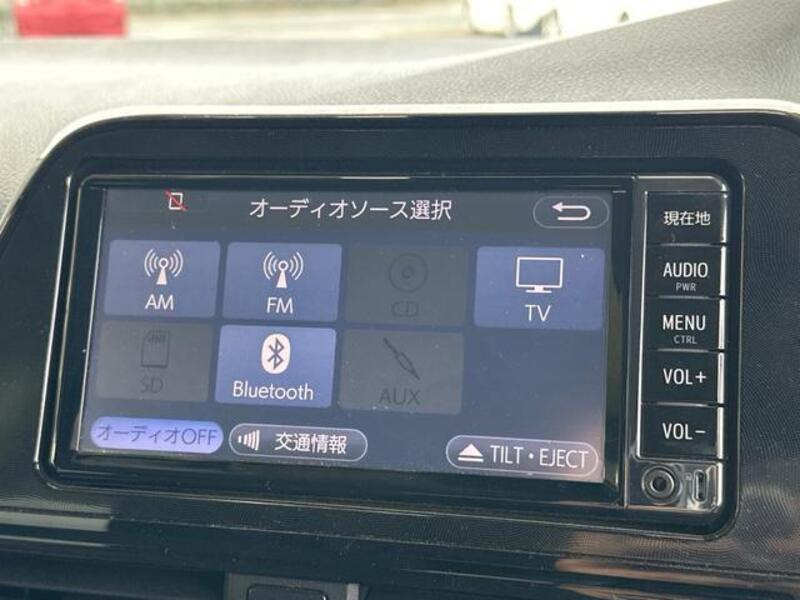 オーディオソース選択
AM
FM
CD
TV
SD
Bluetooth
AUX
オーディオOFF
交通情報
TILT・EJECT
現在地
AUDIO
PWR
MENU
CTRL
VOL+
VOL-